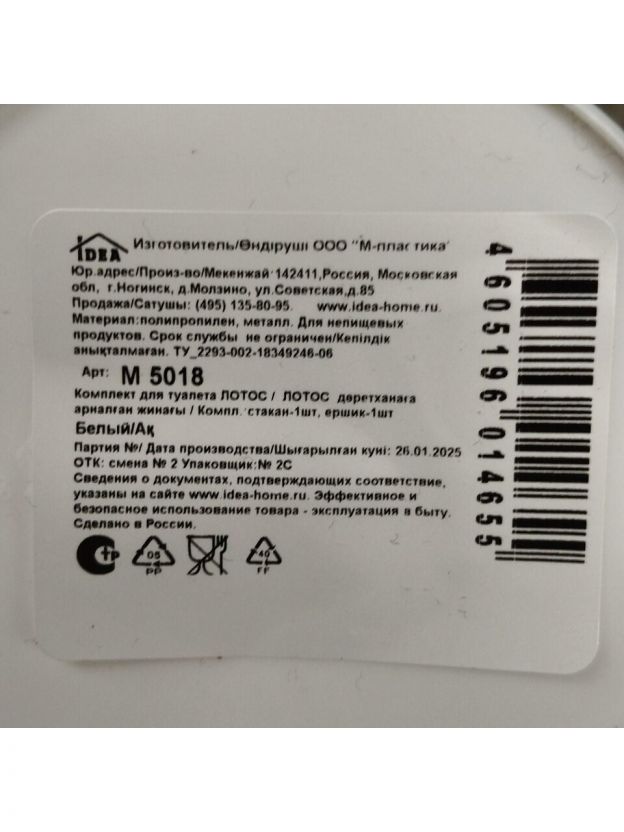 IDEA Изготовитель/Өндіруші ООО "М-пластика"
Юр.адрес/Произ-во/Мекенжай 142411,Россия, Московская
обл, г.Ногинск, д.Молзино, ул.Советская,д.85
Продажа/Сатушы: (495) 135-80-95. www.idea-home.ru.
Материал:полипропилен, металл. Для непищевых
продуктов. Срок службы не ограничен/Кепілдік
анықталмаған. ТУ_2293-002-18349246-06
Арт: М 5018
Комплект для туалета ЛОТОС / ЛОТОС дәретханаға
арналған жинағы / Компл.:стакан-1шт, ершик-1шт
Белый/Ақ
Партия №/ Дата производства/Шығарылған күні: 26.01.2025
ОТК: смена № 2 Упаковщик:№ 2С
Сведения о документах, подтверждающих соответствие,
указаны на сайте www.idea-home.ru. Эффективное и
безопасное использование товара - эксплуатация в быту.
Сделано в России.
СТР
05
PP
40
FF
4605196014655